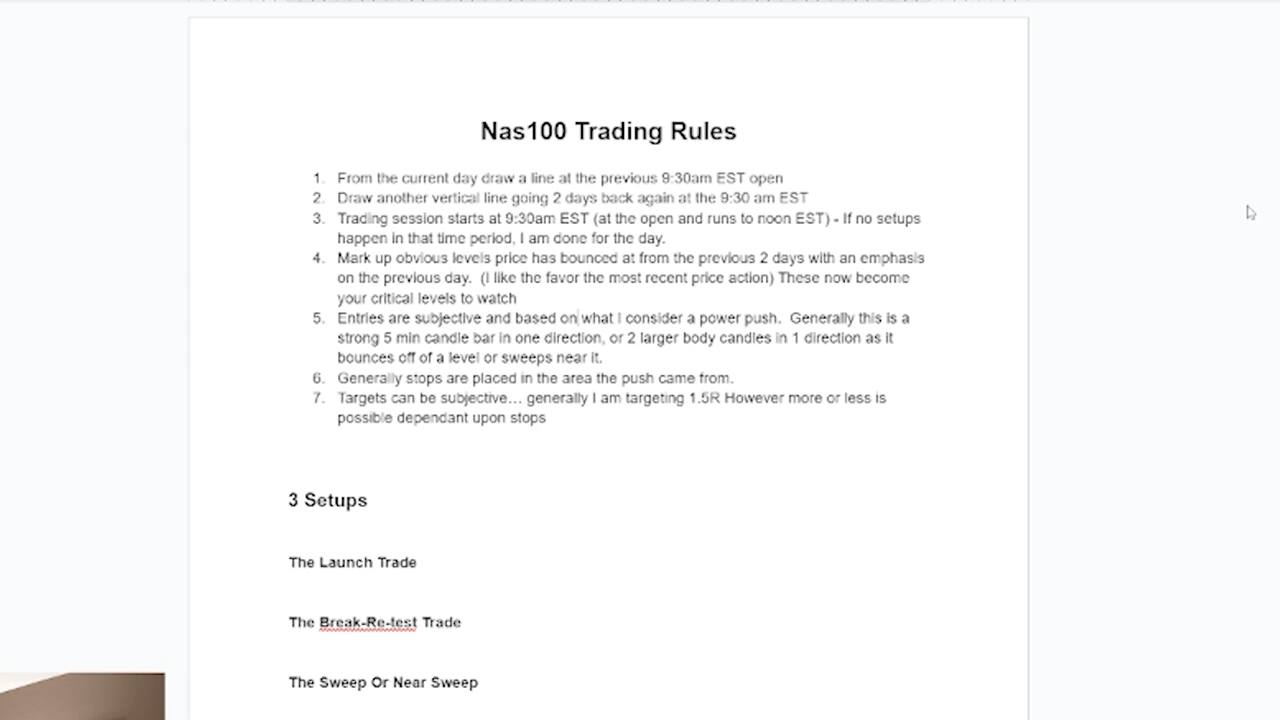 Nas100 Trading Rules
1. From the current day draw a line at the previous 9:30am EST open
2. Draw another vertical line going 2 days back again at the 9:30 am EST
3. Trading session starts at 9:30am EST (at the open and runs to noon EST) - If no setups
happen in that time period, I am done for the day.
4. Mark up obvious levels price has bounced at from the previous 2 days with an emphasis
on the previous day.  (I like the favor the most recent price action) These now become
your critical levels to watch
5. Entries are subjective and based on what I consider a power push.  Generally this is a
strong 5 min candle bar in one direction, or 2 larger body candles in 1 direction as it
bounces off of a level or sweeps near it.
6. Generally stops are placed in the area the push came from.
7. Targets can be subjective… generally I am targeting 1.5R However more or less is
possible dependant upon stops
3 Setups
The Launch Trade
The Break-Re-test Trade
The Sweep Or Near Sweep